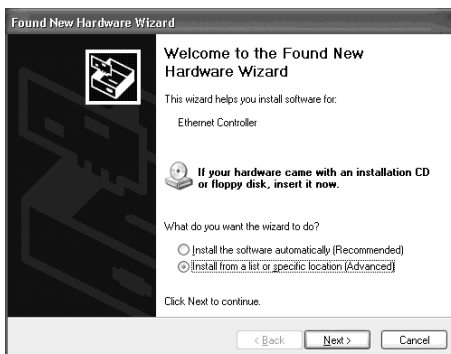 Found New Hardware Wizard
Welcome to the Found New
Hardware Wizard
This wizard helps you install software for:
Ethernet Controller
If your hardware came with an installation CD
or floppy disk, insert it now.
What do you want the wizard to do?
Install the software automatically (Recommended)
Install from a list or specific location (Advanced)
Click Next to continue.
< Back Next > Cancel